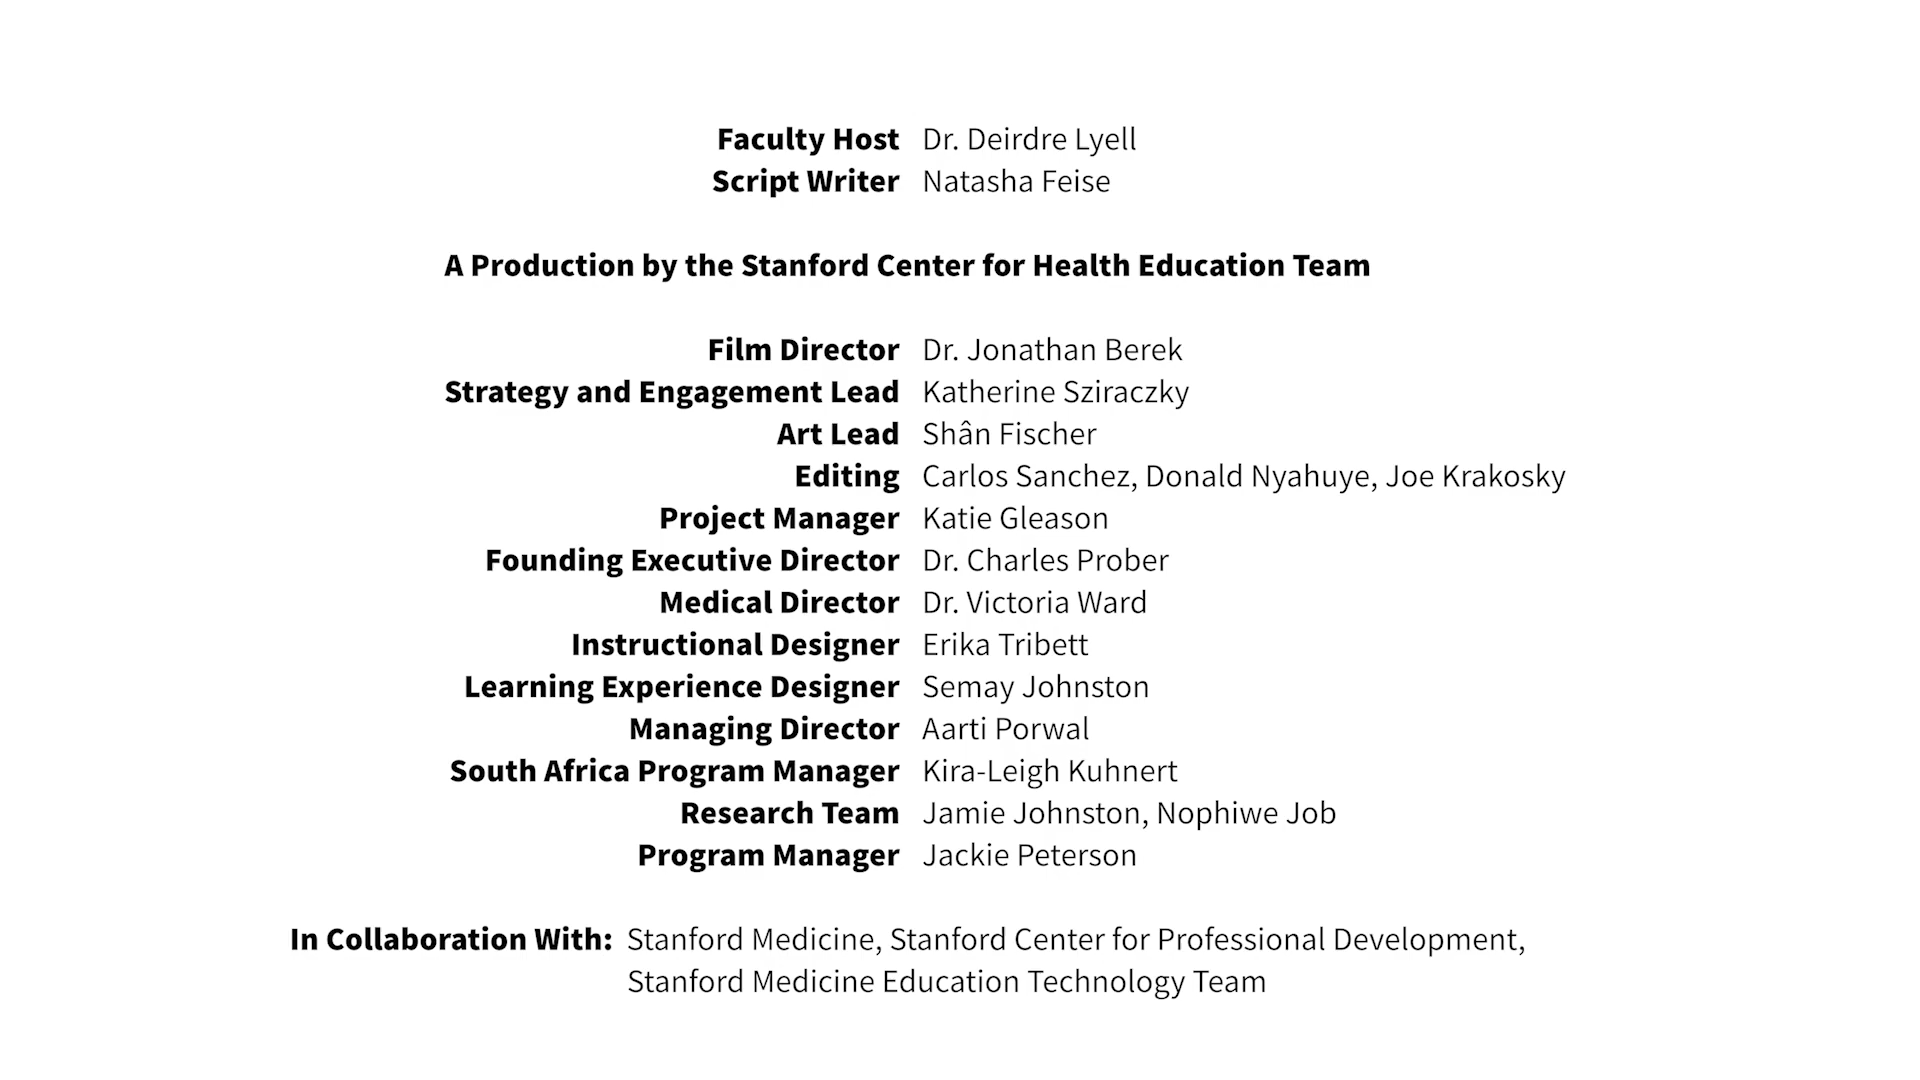 Faculty Host Dr. Deirdre Lyell
Script Writer Natasha Feise
A Production by the Stanford Center for Health Education Team
Film Director Dr. Jonathan Berek
Strategy and Engagement Lead Katherine Sziraczky
Art Lead Shân Fischer
Editing Carlos Sanchez, Donald Nyahuye, Joe Krakosky
Project Manager Katie Gleason
Founding Executive Director Dr. Charles Prober
Medical Director Dr. Victoria Ward
Instructional Designer Erika Tribett
Learning Experience Designer Semay Johnston
Managing Director Aarti Porwal
South Africa Program Manager Kira-Leigh Kuhnert
Research Team Jamie Johnston, Nophiwe Job
Program Manager Jackie Peterson
In Collaboration With: Stanford Medicine, Stanford Center for Professional Development,
Stanford Medicine Education Technology Team